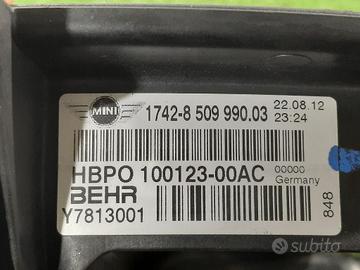 MINI
1742-8 509 990.03
22.08.12
23:24
HBPO 100123-00AC
00000
Germany
BEHR
Y7813001
848
subito